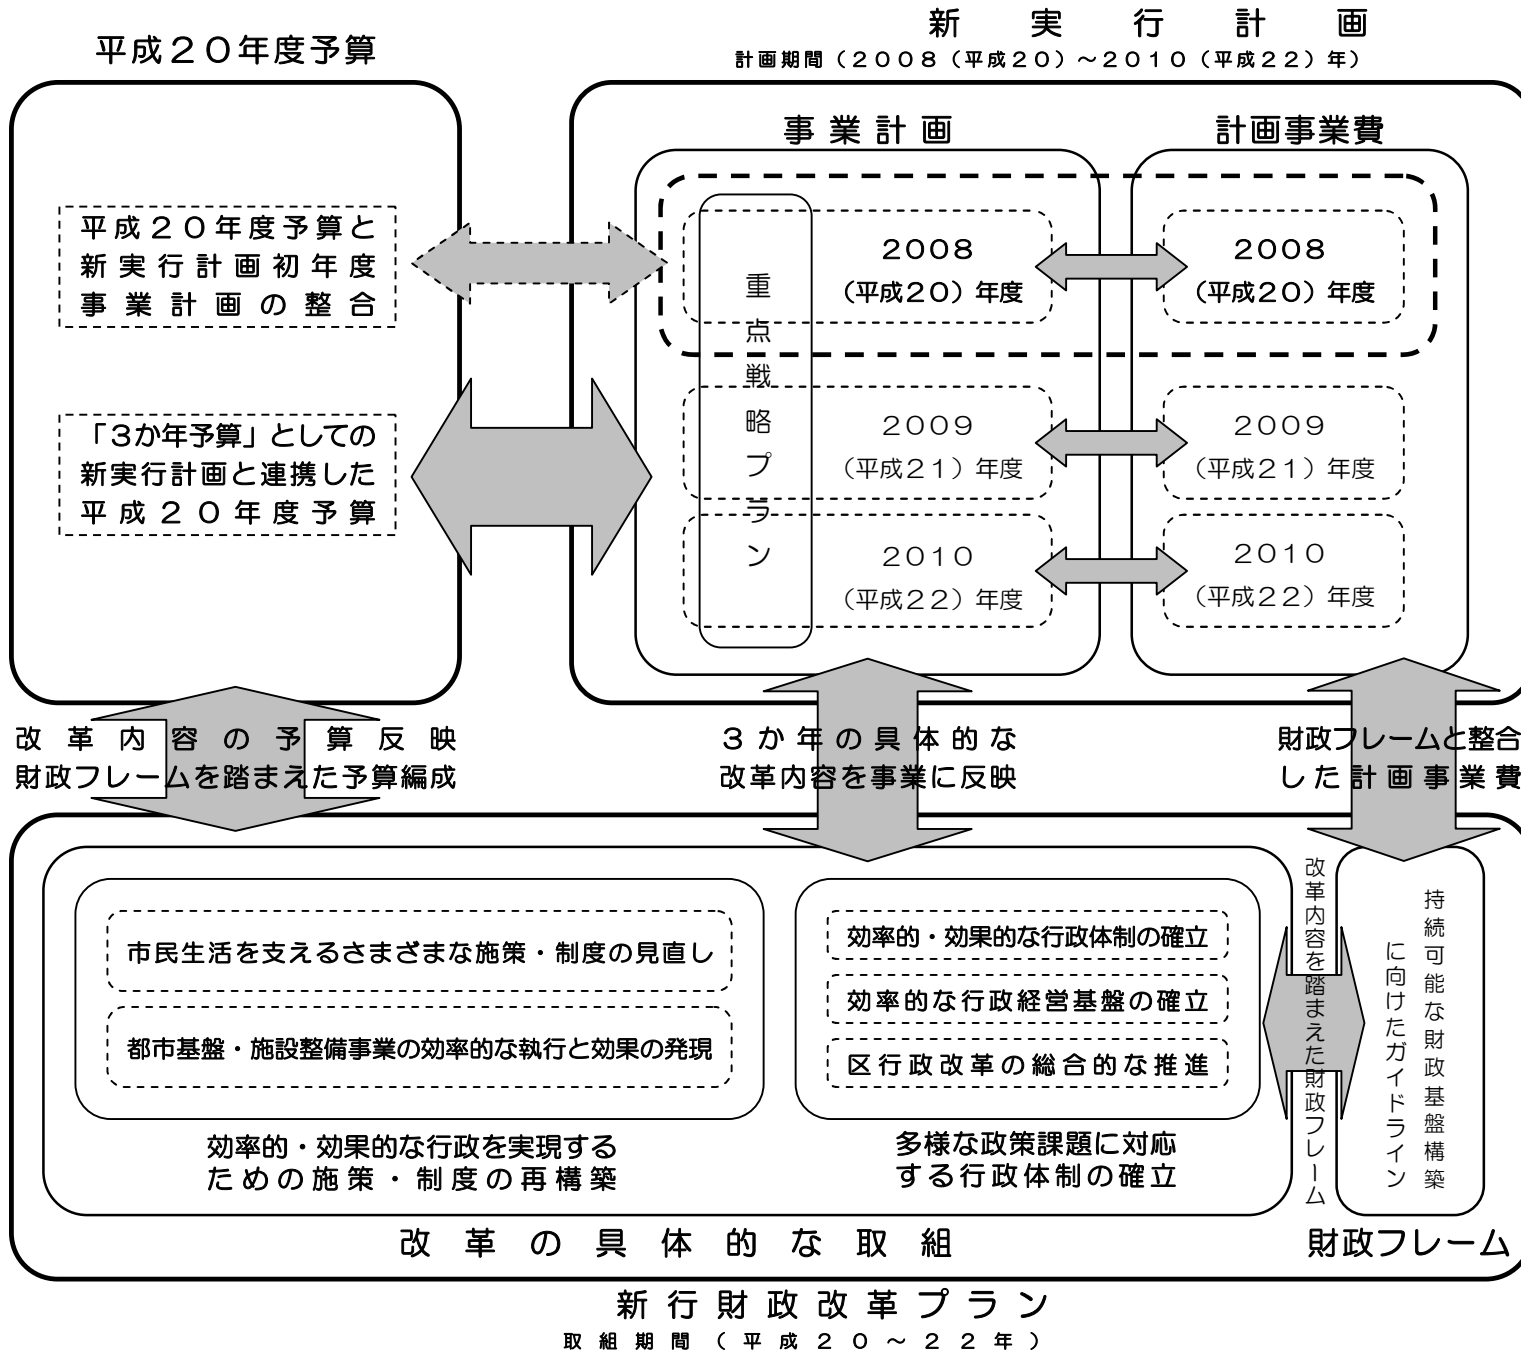 平成２０年度予算
平成２０年度予算と
新実行計画初年度
事業計画の整合
「３か年予算」としての
新実行計画と連携した
平成２０年度予算
新実行計画
計画期間（２００８（平成２０）～２０１０（平成２２）年）
事業計画
計画事業費
重点戦略プラン
２００８
（平成２０）年度
２００８
（平成２０）年度
２００９
（平成２１）年度
２００９
（平成２１）年度
２０１０
（平成２２）年度
２０１０
（平成２２）年度
改革内容の予算反映
財政フレームを踏まえた予算編成
３か年の具体的な
改革内容を事業に反映
財政フレームと整合
した計画事業費
市民生活を支えるさまざまな施策・制度の見直し
都市基盤・施設整備事業の効率的な執行と効果の発現
効率的・効果的な行政を実現する
ための施策・制度の再構築
効率的・効果的な行政体制の確立
効率的な行政経営基盤の確立
区行政改革の総合的な推進
多様な政策課題に対応
する行政体制の確立
改革内容を踏まえた財政フレーム
持続可能な財政基盤構築
に向けたガイドライン
改革の具体的な取組
財政フレーム
新行財政改革プラン
取組期間（平成２０～２２年）